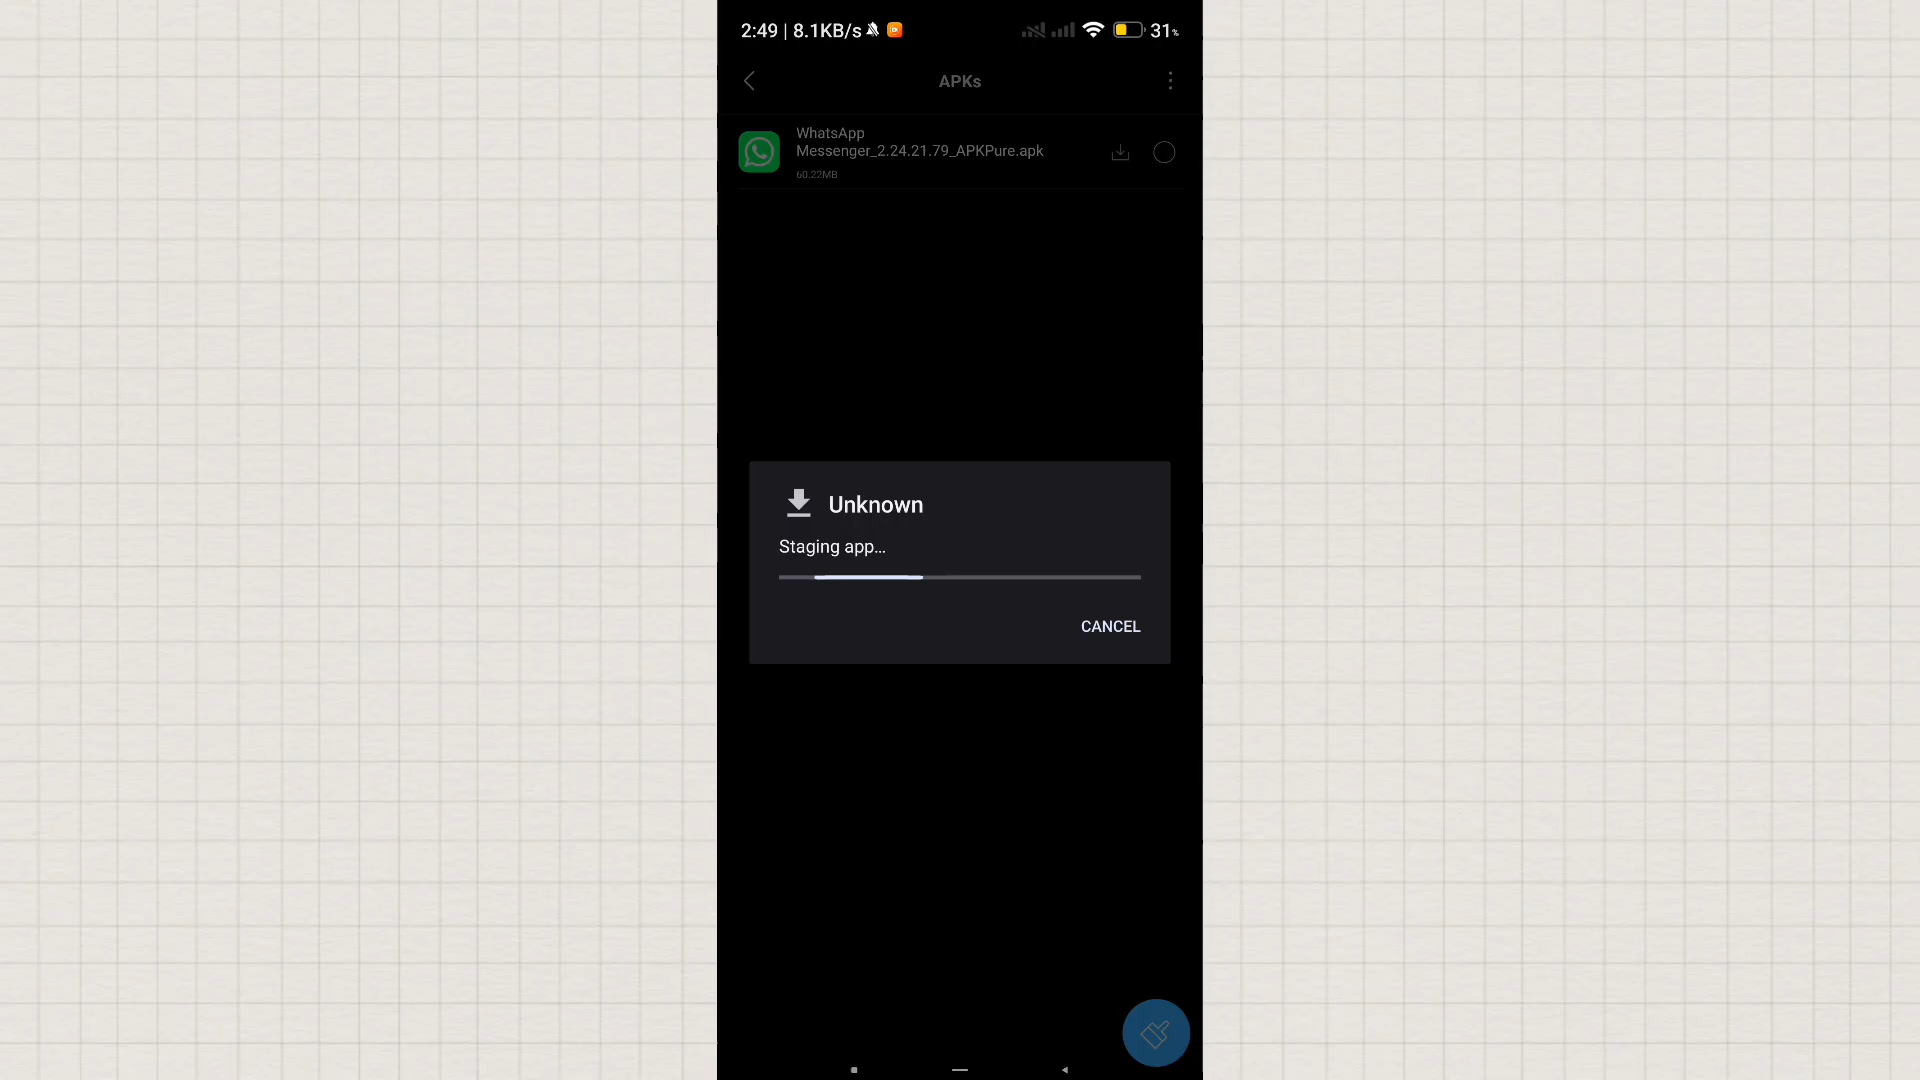 2:49 | 8.1KB/s 31%
APKs
WhatsApp
Messenger_2.24.21.79_APKPure.apk
60.22MB
Unknown
Staging app...
CANCEL